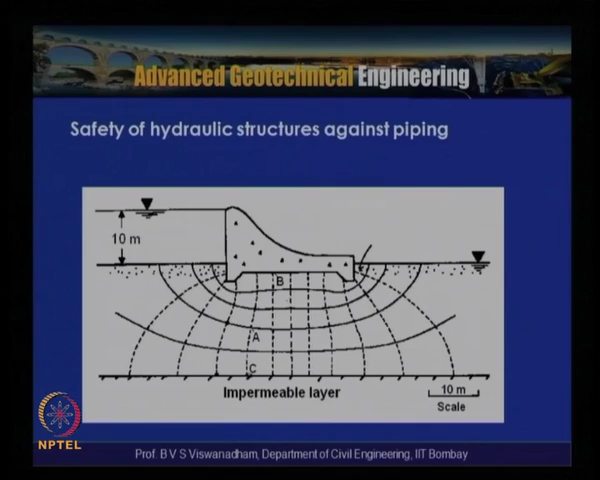 Advanced Geotechnical Engineering
Safety of hydraulic structures against piping
10 m
B
A
C
Impermeable layer
10 m
Scale
NPTEL
Prof. B V S Viswanadham, Department of Civil Engineering, IIT Bombay